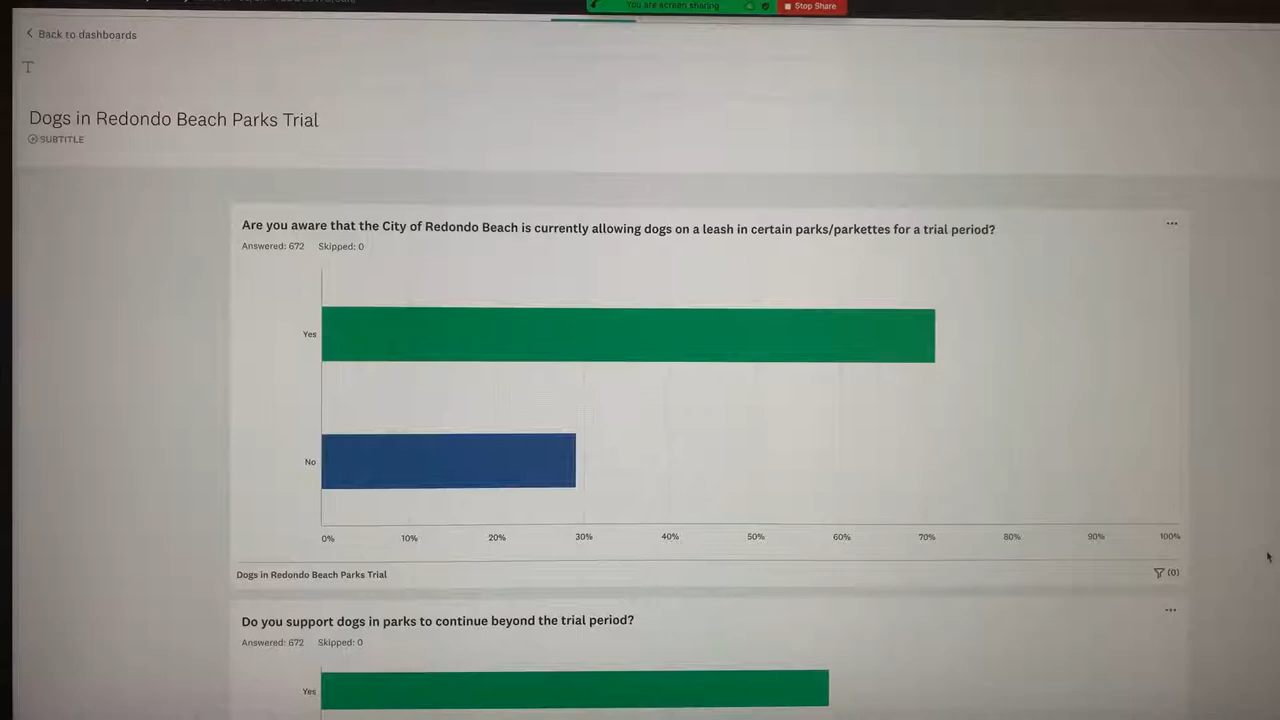 You are screen sharing
Stop Share
Back to dashboards
T
Dogs in Redondo Beach Parks Trial
SUBTITLE
Are you aware that the City of Redondo Beach is currently allowing dogs on a leash in certain parks/parkettes for a trial period?
Answered: 672 Skipped: 0
Yes
No
0% 10% 20% 30% 40% 50% 60% 70% 80% 90% 100%
Dogs in Redondo Beach Parks Trial
(0)
Do you support dogs in parks to continue beyond the trial period?
Answered: 672 Skipped: 0
Yes